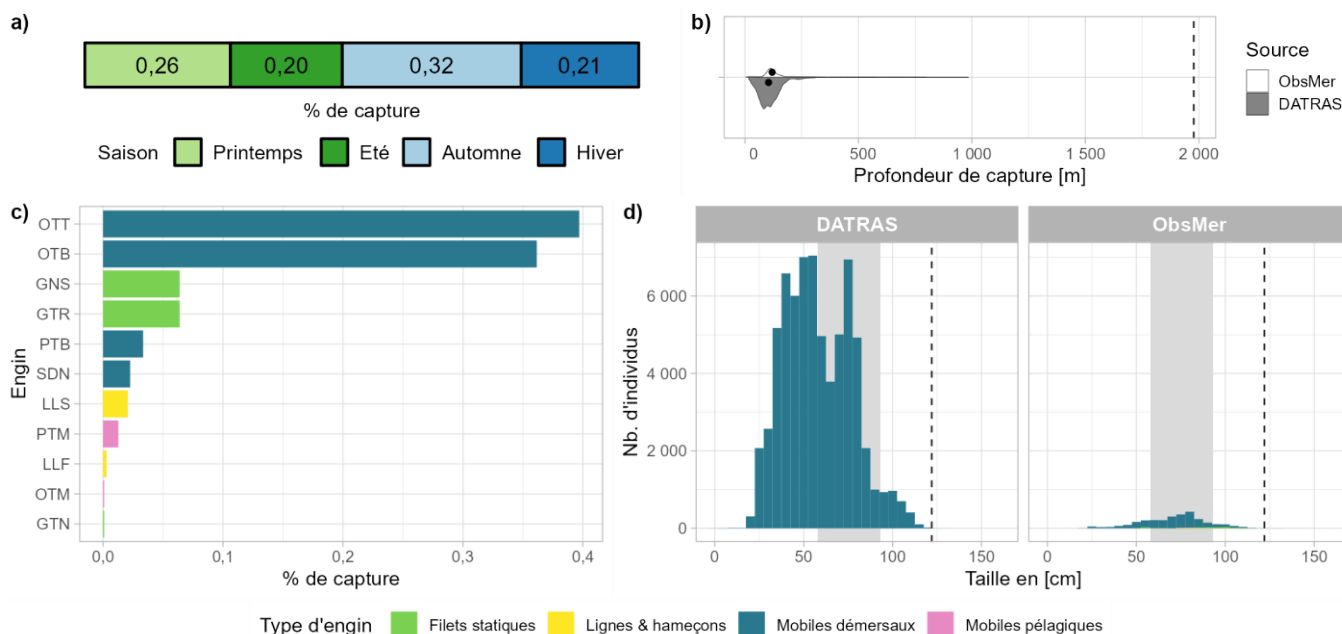 a)
0,26 0,20 0,32 0,21
% de capture
Saison Printemps Eté Automne Hiver
b)
0 500 1 000 1 500 2 000
Profondeur de capture [m]
Source
ObsMer
DATRAS
c)
Engin
OTT
OTB
GNS
GTR
PTB
SDN
LLS
PTM
LLF
OTM
GTN
0,0 0,1 0,2 0,3 0,4
% de capture
d)
DATRAS ObsMer
Nb. d'individus
6 000
4 000
2 000
0
0 50 100 150 0 50 100 150
Taille en [cm]
Type d'engin Filets statiques Lignes & hameçons Mobiles démersaux Mobiles pélagiques